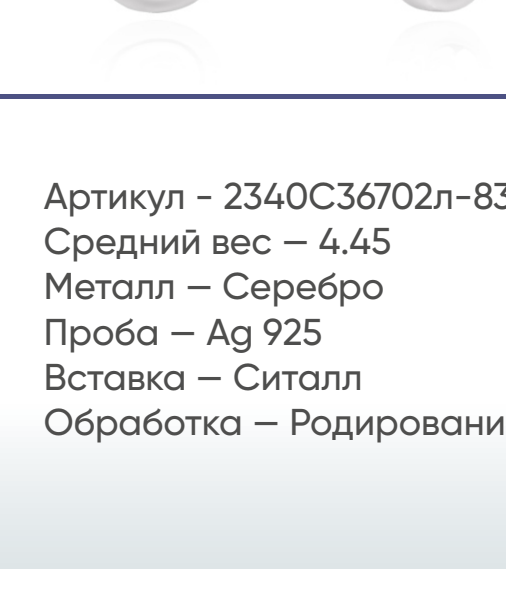 Артикул - 2340С36702л-83
Средний вес — 4.45
Металл — Серебро
Проба — Ag 925
Вставка — Ситалл
Обработка — Родировани